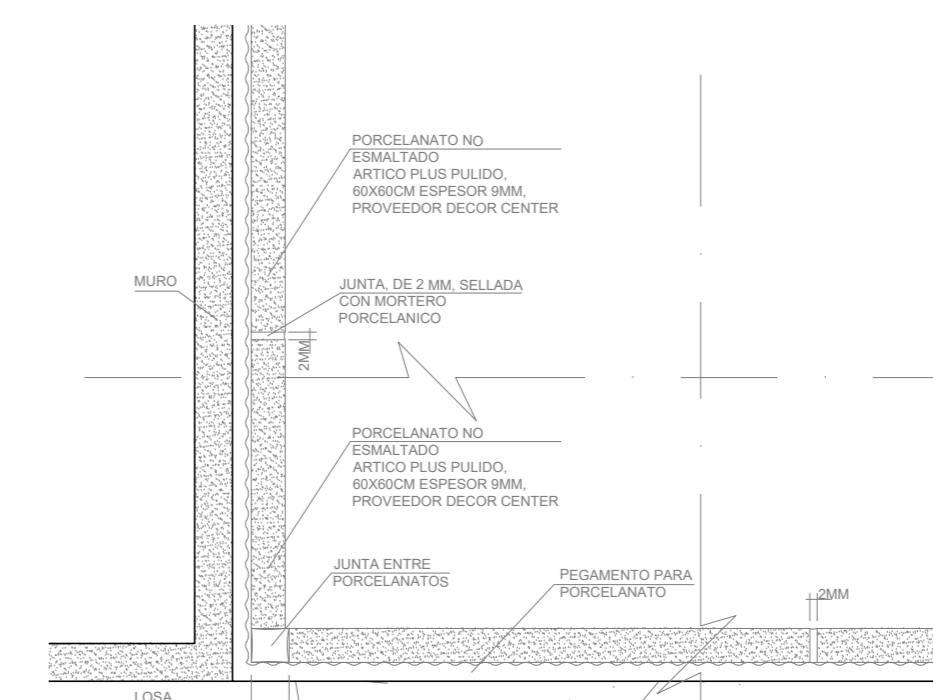 PORCELANATO NO
ESMALTADO
ARTICO PLUS PULIDO,
60X60CM ESPESOR 9MM,
PROVEEDOR DECOR CENTER
MURO
JUNTA, DE 2 MM, SELLADA
CON MORTERO
PORCELANICO
2MM
PORCELANATO NO
ESMALTADO
ARTICO PLUS PULIDO,
60X60CM ESPESOR 9MM,
PROVEEDOR DECOR CENTER
JUNTA ENTRE
PORCELANATOS
PEGAMENTO PARA
PORCELANATO
2MM
LOSA